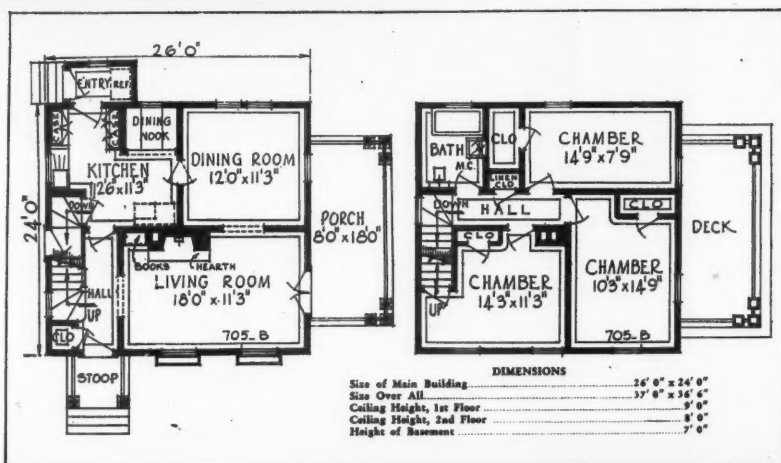 26'0"
24'0"
ENTRY
REF.
CASE
CASE
DINING
NOOK
KITCHEN
12'6"x11'3"
DINING ROOM
12'0"x11'3"
PORCH
8'0"x18'0"
DOWN
BOOKS
HEARTH
LIVING ROOM
18'0"x11'3"
HALL
UP
CLO
705-B
STOOP
BATH
M.C.
CLO
LINEN
CLO
CHAMBER
14'9"x7'9"
DOWN
HALL
CLO
CLO
DECK
CHAMBER
14'3"x11'3"
CHAMBER
10'3"x14'9"
UP
705-B
DIMENSIONS
Size of Main Building 26' 0" x 24' 0"
Size Over All 37' 0" x 36' 6"
Ceiling Height, 1st Floor 9' 0"
Ceiling Height, 2nd Floor 8' 0"
Height of Basement 7' 0"